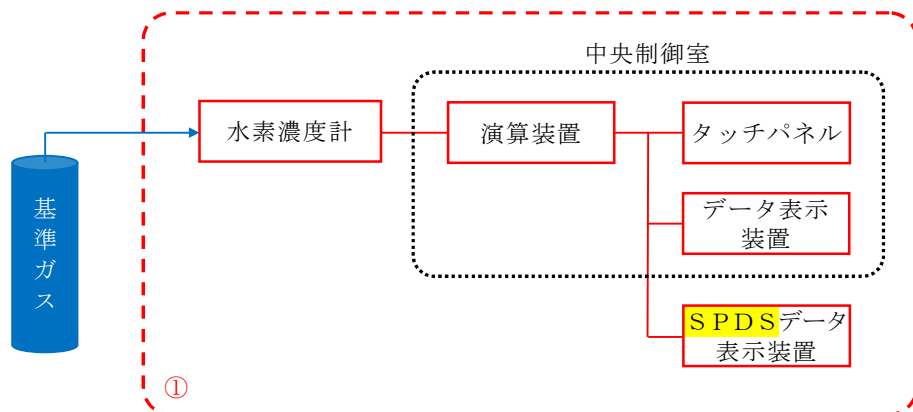 中央制御室
水素濃度計
演算装置
タッチパネル
基準ガス
データ表示
装置
ＳＰＤＳデータ
表示装置
①